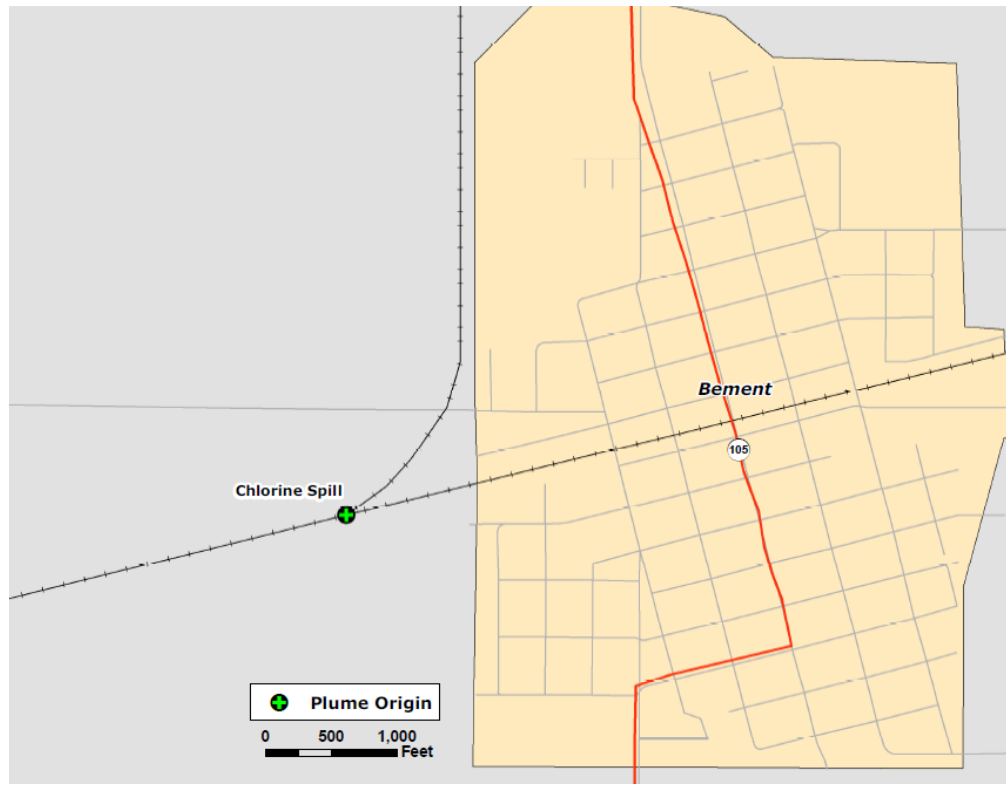 Bement
105
Chlorine Spill
Plume Origin
0 500 1,000
Feet